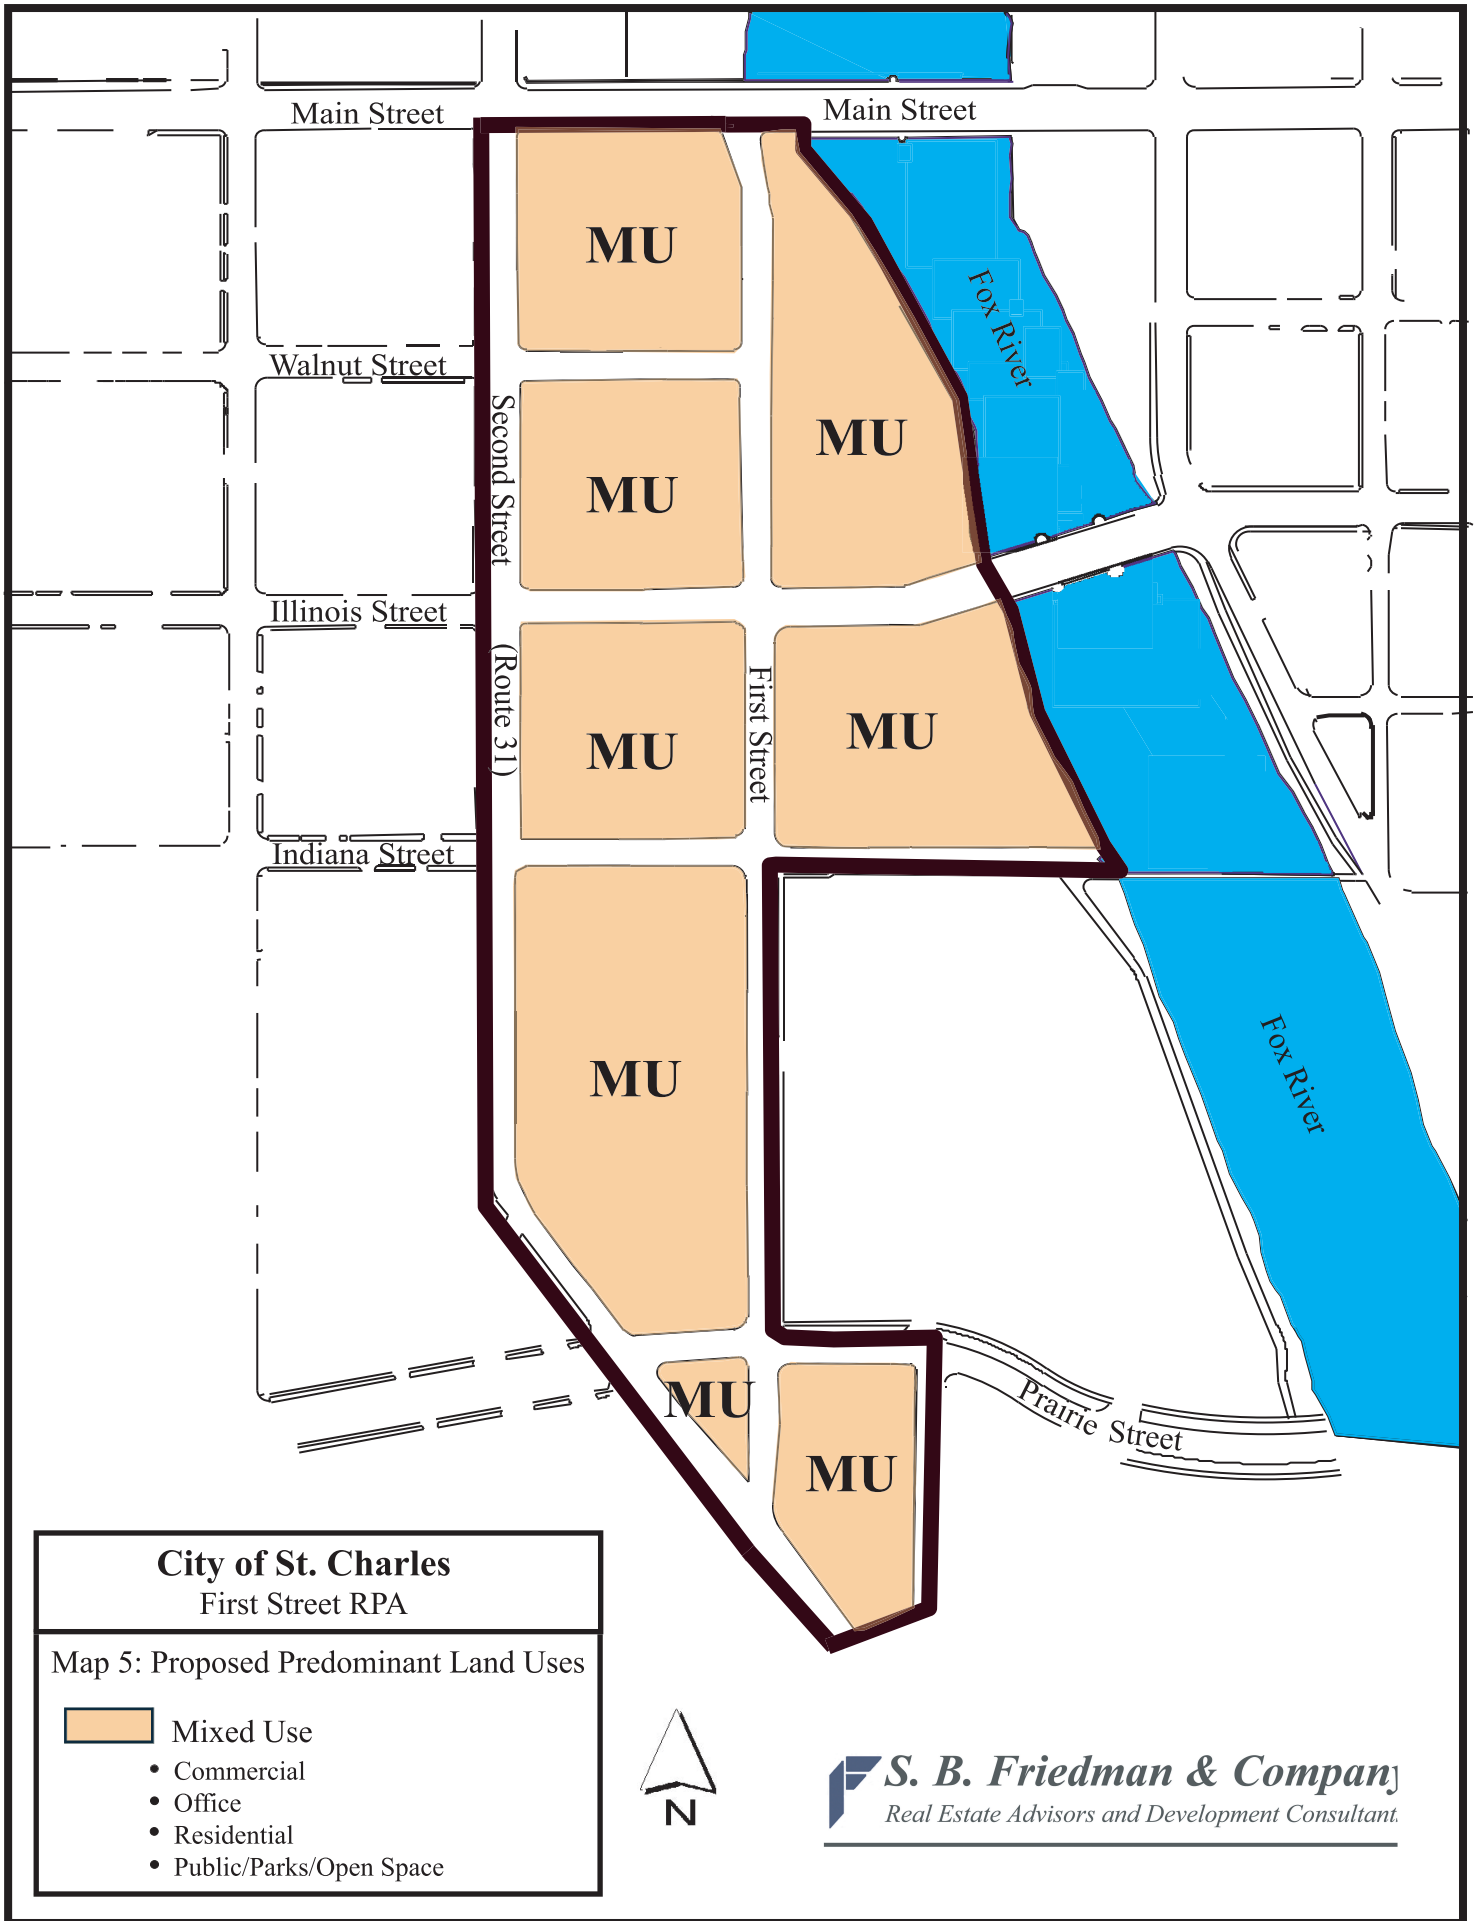 Main Street
Main Street
MU
Fox River
Walnut Street
Second Street
MU
MU
Illinois Street
(Route 31)
First Street
MU
MU
Indiana Street
MU
Fox River
MU
Prairie Street
MU
City of St. Charles
First Street RPA
Map 5: Proposed Predominant Land Uses
Mixed Use
• Commercial
• Office
• Residential
• Public/Parks/Open Space
N
S. B. Friedman & Company
Real Estate Advisors and Development Consultant